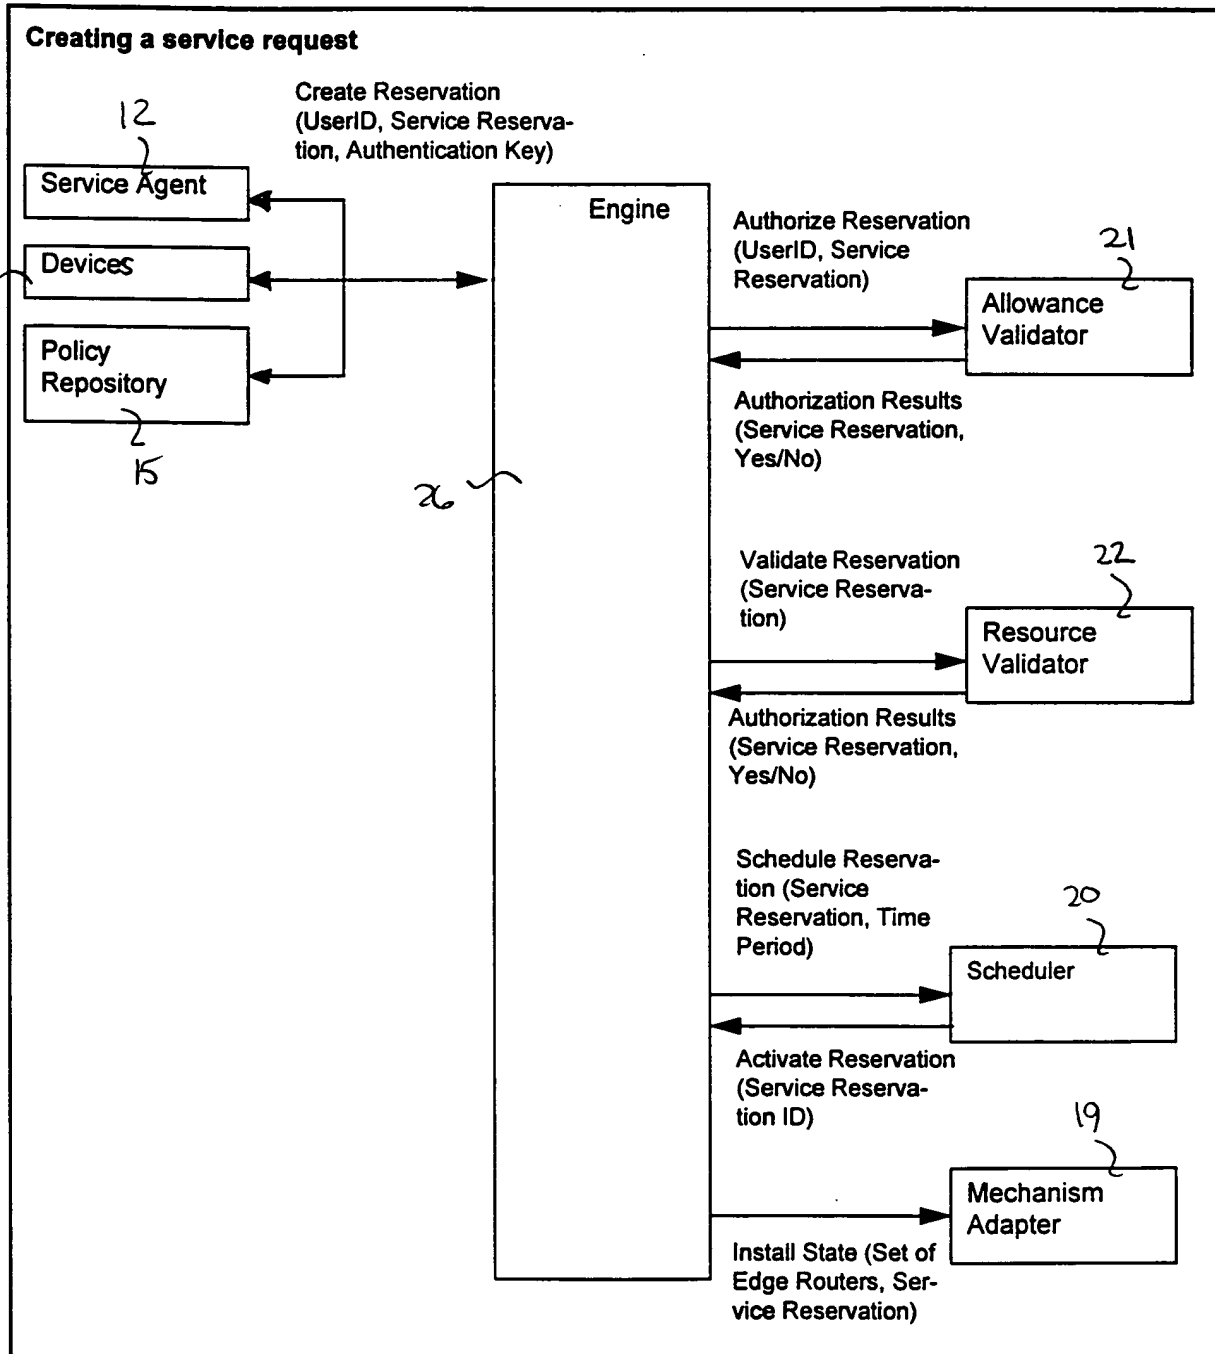 Creating a service request
Create Reservation
(UserID, Service Reserva-
tion, Authentication Key)
12
Service Agent
Devices
Policy
Repository
15
Engine
26
Authorize Reservation
(UserID, Service
Reservation)
21
Allowance
Validator
Authorization Results
(Service Reservation,
Yes/No)
Validate Reservation
(Service Reserva-
tion)
22
Resource
Validator
Authorization Results
(Service Reservation,
Yes/No)
Schedule Reserva-
tion (Service
Reservation, Time
Period)
20
Scheduler
Activate Reservation
(Service Reserva-
tion ID)
19
Mechanism
Adapter
Install State (Set of
Edge Routers, Ser-
vice Reservation)